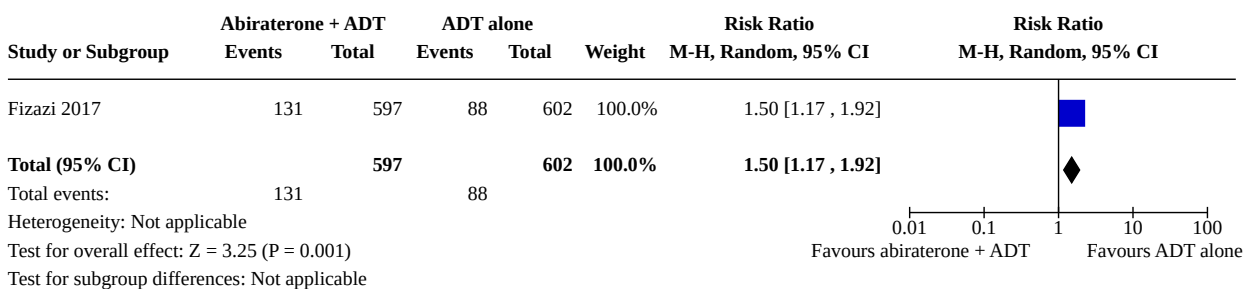 Abiraterone + ADT ADT alone Risk Ratio Risk Ratio
Study or Subgroup Events Total Events Total Weight M-H, Random, 95% CI M-H, Random, 95% CI
Fizazi 2017 131 597 88 602 100.0% 1.50 [1.17 , 1.92]
Total (95% CI) 597 602 100.0% 1.50 [1.17 , 1.92]
Total events: 131 88
Heterogeneity: Not applicable
0.01 0.1 1 10 100
Test for overall effect: Z = 3.25 (P = 0.001) Favours abiraterone + ADT Favours ADT alone
Test for subgroup differences: Not applicable